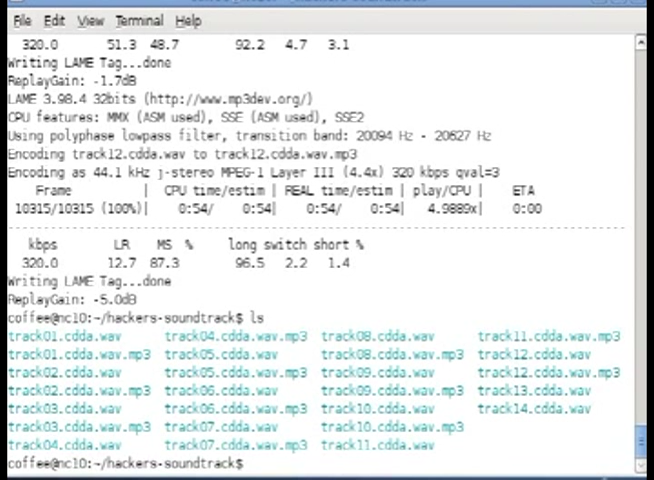 File Edit View Terminal Help
320.0 51.3 48.7 92.2 4.7 3.1
Writing LAME Tag...done
ReplayGain: -1.7dB
LAME 3.98.4 32bits (http://www.mp3dev.org/)
CPU features: MMX (ASM used), SSE (ASM used), SSE2
Using polyphase lowpass filter, transition band: 20094 Hz - 20627 Hz
Encoding track12.cdda.wav to track12.cdda.wav.mp3
Encoding as 44.1 kHz j-stereo MPEG-1 Layer III (4.4x) 320 kbps qval=3
Frame | CPU time/estim | REAL time/estim | play/CPU | ETA
10315/10315 (100%)| 0:54/ 0:54| 0:54/ 0:54| 4.9889x| 0:00
kbps LR MS % long switch short %
320.0 12.7 87.3 96.5 2.2 1.4
Writing LAME Tag...done
ReplayGain: -5.0dB
coffee@nc10:~/hackers-soundtrack$ ls
track01.cdda.wav track04.cdda.wav.mp3 track08.cdda.wav track11.cdda.wav.mp3
track01.cdda.wav.mp3 track05.cdda.wav track08.cdda.wav.mp3 track12.cdda.wav
track02.cdda.wav track05.cdda.wav.mp3 track09.cdda.wav track12.cdda.wav.mp3
track02.cdda.wav.mp3 track06.cdda.wav track09.cdda.wav.mp3 track13.cdda.wav
track03.cdda.wav track06.cdda.wav.mp3 track10.cdda.wav track14.cdda.wav
track03.cdda.wav.mp3 track07.cdda.wav track10.cdda.wav.mp3
track04.cdda.wav track07.cdda.wav.mp3 track11.cdda.wav
coffee@nc10:~/hackers-soundtrack$